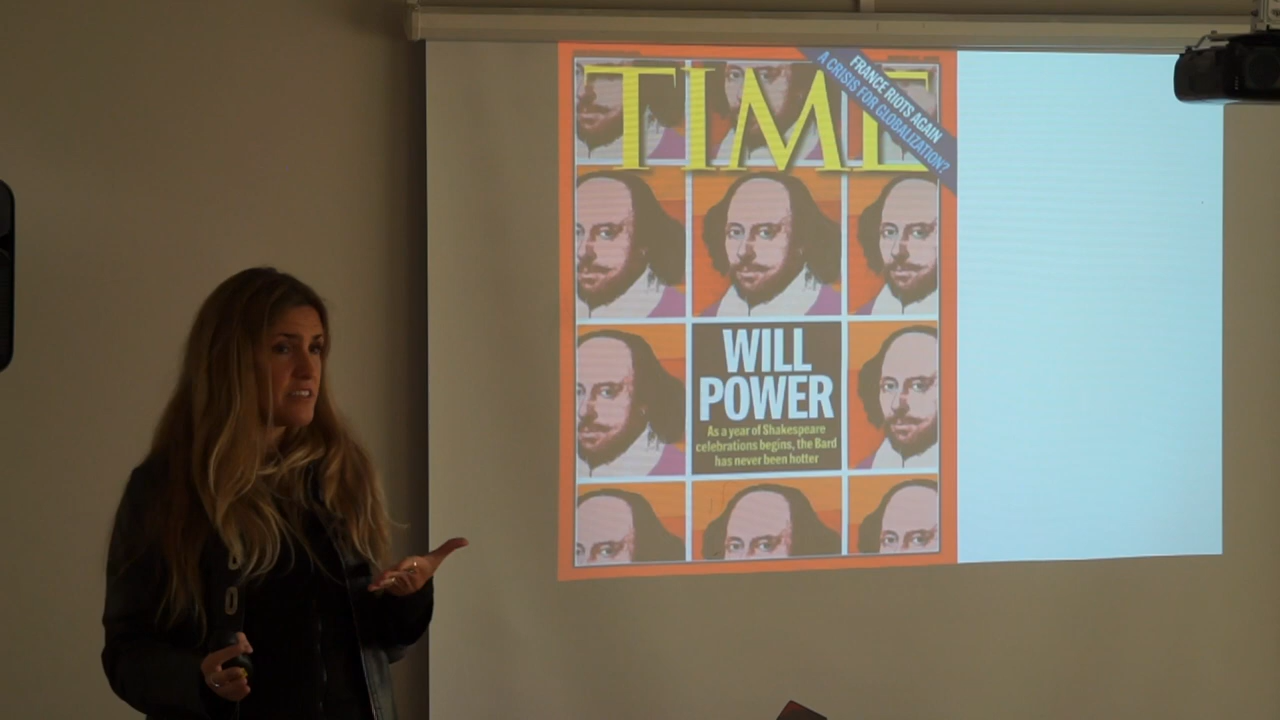 TIME
FRANCE RIOTS AGAIN
A CRISIS FOR GLOBALIZATION?
WILL
POWER
As a year of Shakespeare
celebrations begins, the Bard
has never been hotter